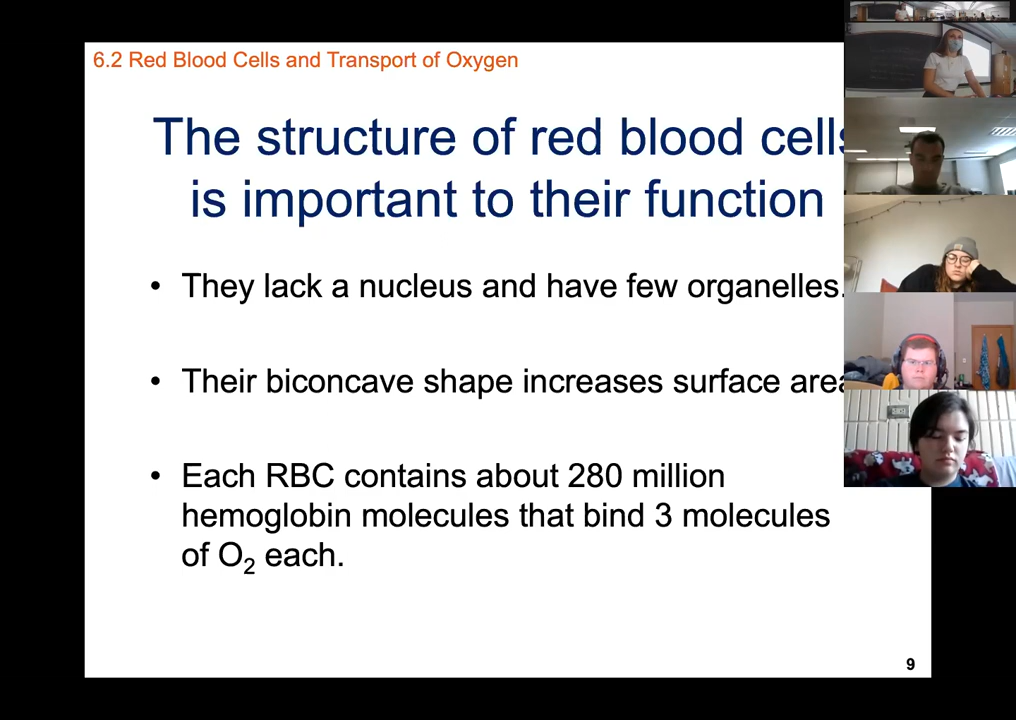 6.2 Red Blood Cells and Transport of Oxygen
The structure of red blood cells
is important to their function
• They lack a nucleus and have few organelles.
• Their biconcave shape increases surface area
• Each RBC contains about 280 million
hemoglobin molecules that bind 3 molecules
of O₂ each.
9